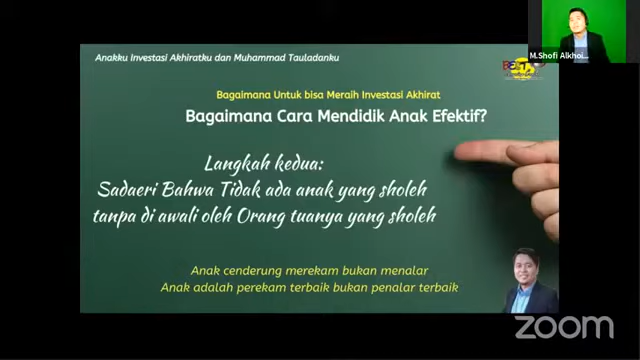 M.Shofi Alkhoi...
Anakku Investasi Akhiratku dan Muhammad Tauladanku
Bagaimana Untuk bisa Meraih Investasi Akhirat
Bagaimana Cara Mendidik Anak Efektif?
Langkah kedua:
Sadaeri Bahwa Tidak ada anak yang sholeh
tanpa di awali oleh Orang tuanya yang sholeh
Anak cenderung merekam bukan menalar
Anak adalah perekam terbaik bukan penalar terbaik
zoom